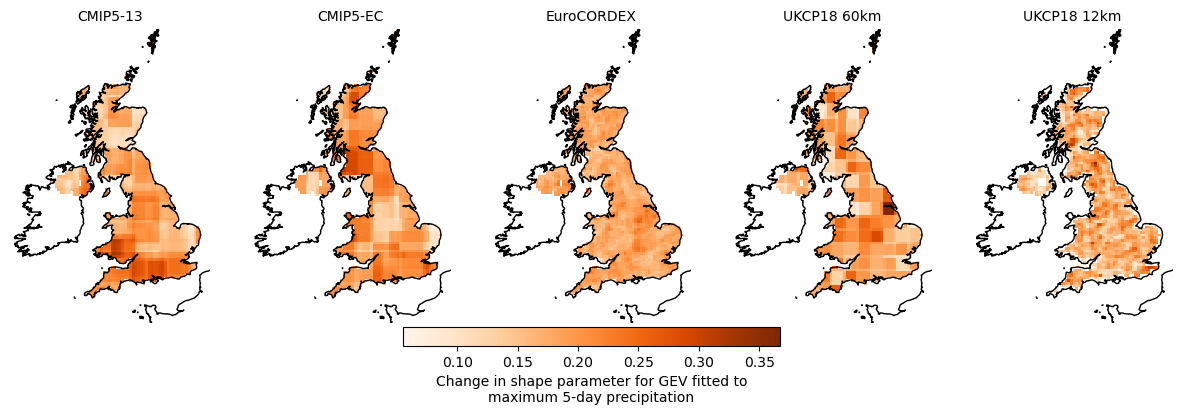 CMIP5-13
CMIP5-EC
EuroCORDEX
UKCP18 60km
UKCP18 12km
0.10
0.15
0.20
0.25
0.30
0.35
Change in shape parameter for GEV fitted to
maximum 5-day precipitation